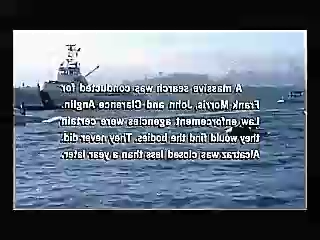 A massive search was conducted for
Frank Morris, John, and Clarence Anglin.
Law enforcement agencies were certain
they would find the bodies. They never did.
Alcatraz was closed less than a year later.